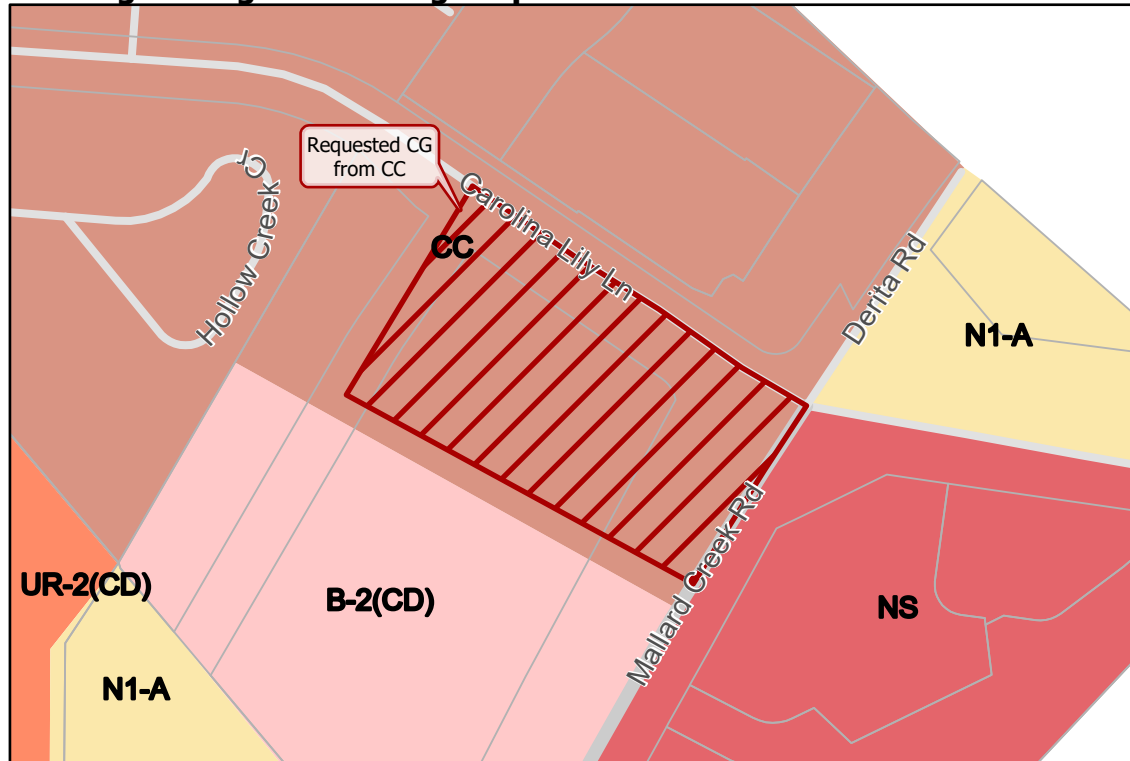 Requested CG
from CC
Carolina Lily Ln
CC
Hollow Creek
Cr
Derita Rd
N1-A
Mallard Creek Rd
UR-2(CD)
B-2(CD)
NS
N1-A